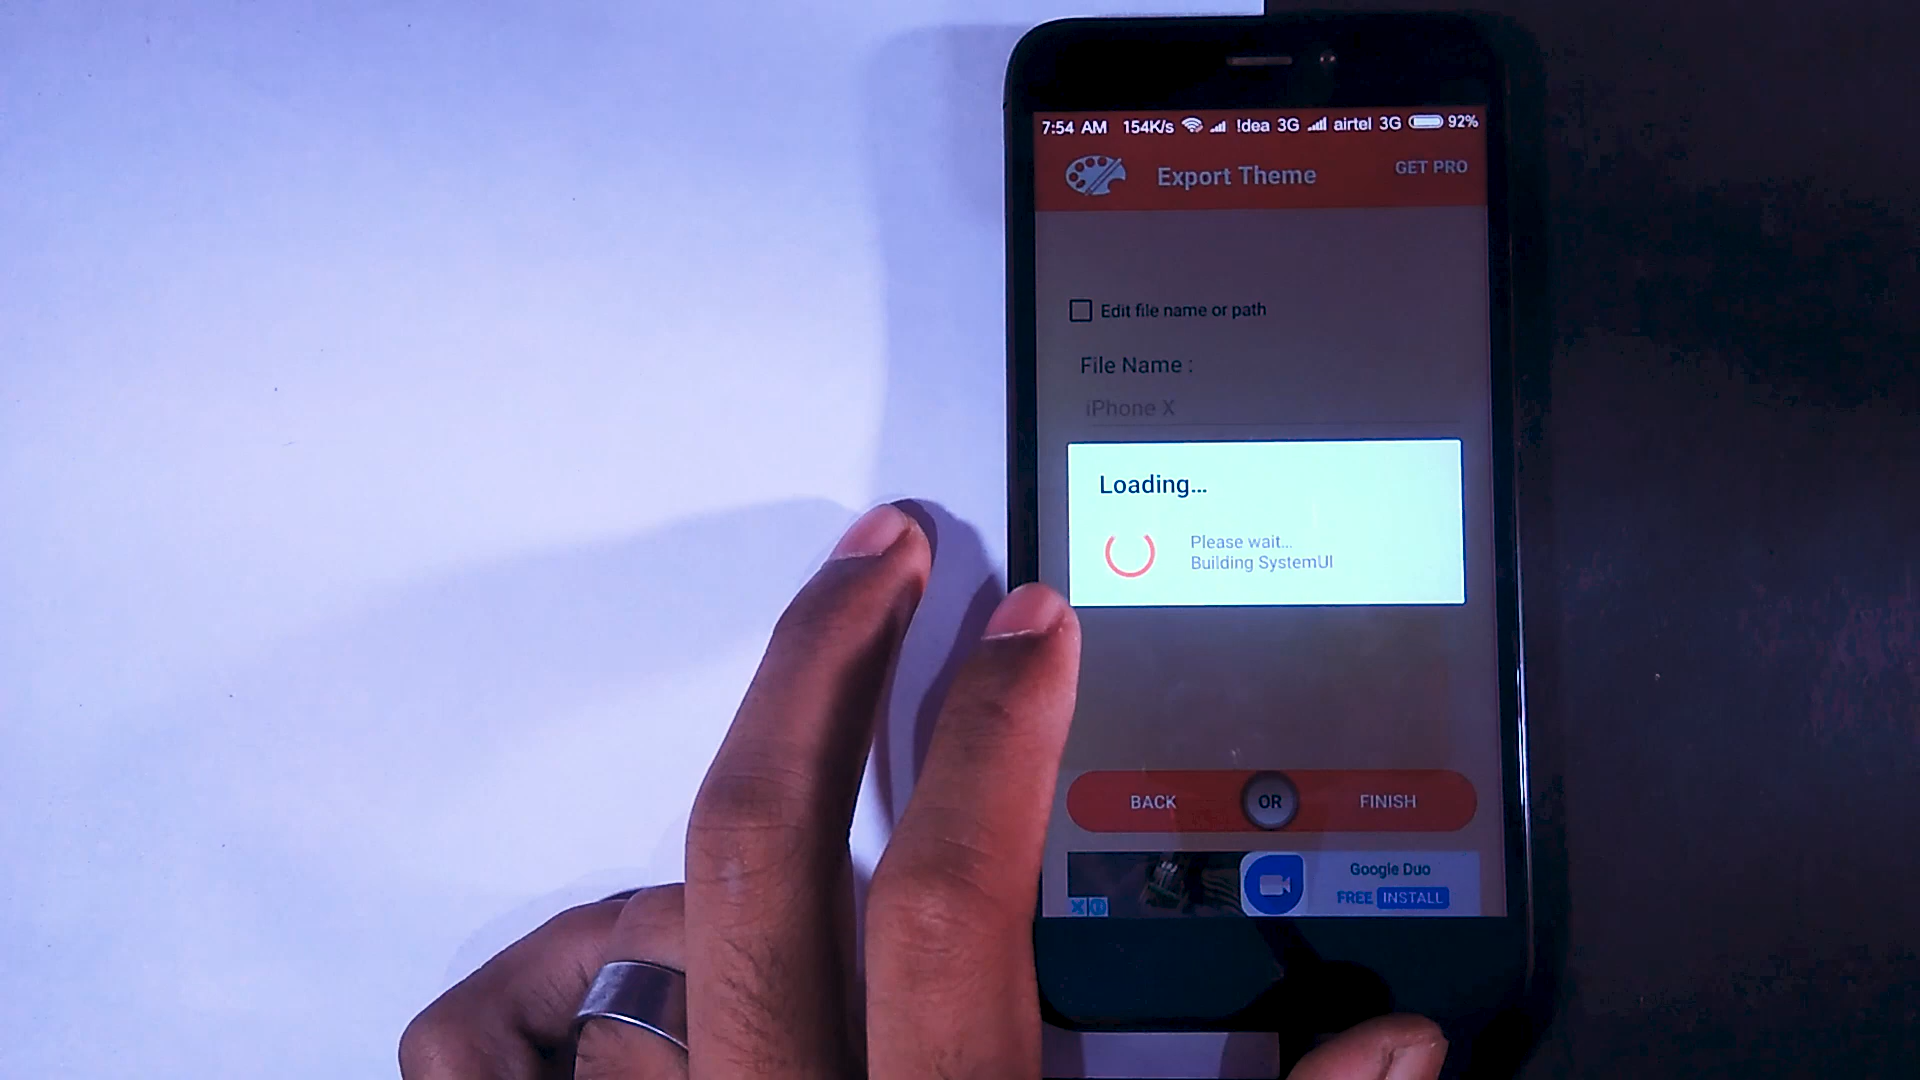 7:54 AM 154K/s !dea 3G airtel 3G 92%
Export Theme
GET PRO
Edit file name or path
File Name :
iPhone X
Loading...
Please wait...
Building SystemUI
BACK
OR
FINISH
Google Duo
FREE INSTALL